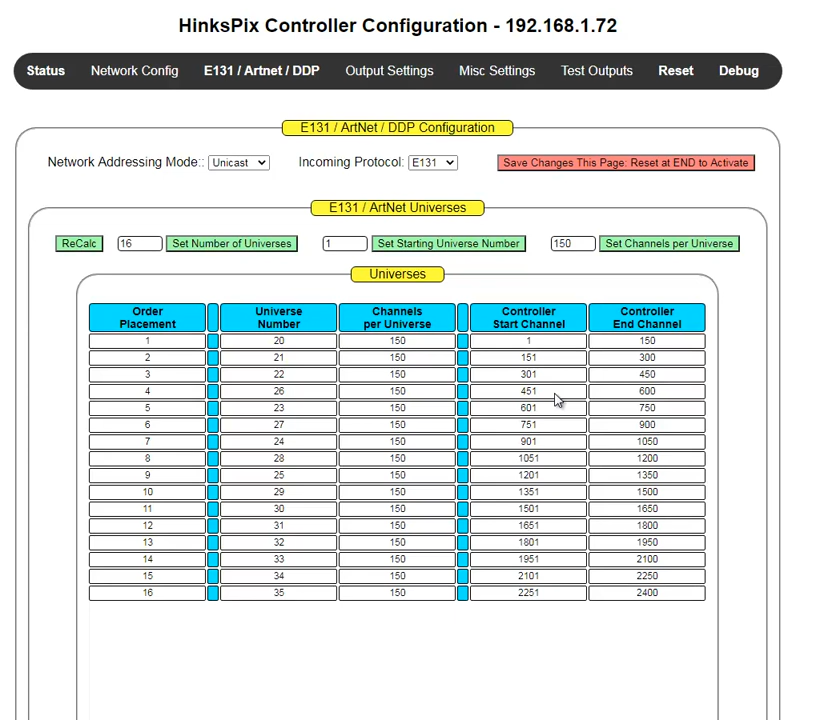 HinksPix Controller Configuration - 192.168.1.72
Status Network Config E131 / Artnet / DDP Output Settings Misc Settings Test Outputs Reset Debug
E131 / ArtNet / DDP Configuration
Network Addressing Mode:: Unicast Incoming Protocol: E131 Save Changes This Page: Reset at END to Activate
E131 / ArtNet Universes
ReCalc 16 Set Number of Universes 1 Set Starting Universe Number 150 Set Channels per Universe
Universes
Order Universe Channels Controller Controller
Placement Number per Universe Start Channel End Channel
1 20 150 1 150
2 21 150 151 300
3 22 150 301 450
4 26 150 451 600
5 23 150 601 750
6 27 150 751 900
7 24 150 901 1050
8 28 150 1051 1200
9 25 150 1201 1350
10 29 150 1351 1500
11 30 150 1501 1650
12 31 150 1651 1800
13 32 150 1801 1950
14 33 150 1951 2100
15 34 150 2101 2250
16 35 150 2251 2400